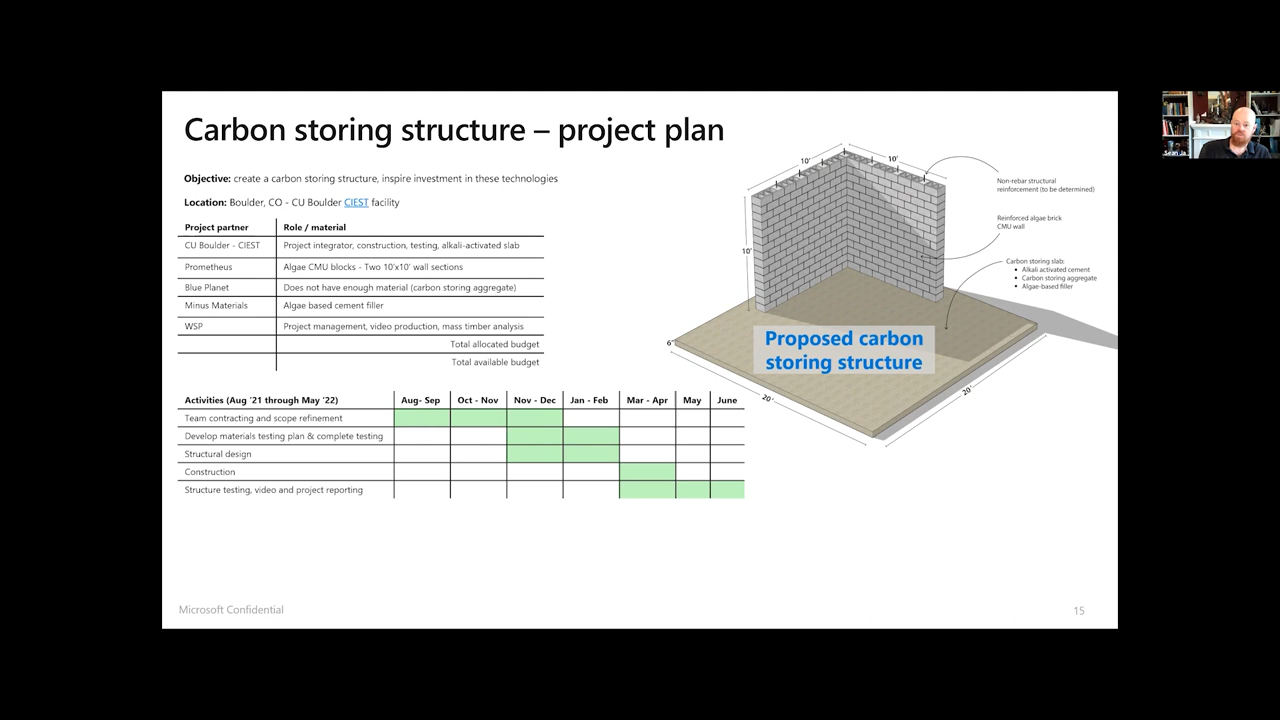 Carbon storing structure – project plan
Objective: create a carbon storing structure, inspire investment in these technologies
Location: Boulder, CO - CU Boulder CIEST facility
Project partner Role / material
CU Boulder - CIEST Project integrator, construction, testing, alkali-activated slab
Prometheus Algae CMU blocks - Two 10'x10' wall sections
Blue Planet Does not have enough material (carbon storing aggregate)
Minus Materials Algae based cement filler
WSP Project management, video production, mass timber analysis
Total allocated budget
Total available budget
Activities (Aug '21 through May '22) Aug- Sep Oct - Nov Nov - Dec Jan - Feb Mar - Apr May June
Team contracting and scope refinement
Develop materials testing plan & complete testing
Structural design
Construction
Structure testing, video and project reporting
10'
10'
10'
6"
20'
20'
Non-rebar structural
reinforcement (to be determined)
Reinforced algae brick
CMU wall
Carbon storing slab:
• Alkali activated cement
• Carbon storing aggregate
• Algae-based filler
Proposed carbon
storing structure
Microsoft Confidential
15
Sean Ja